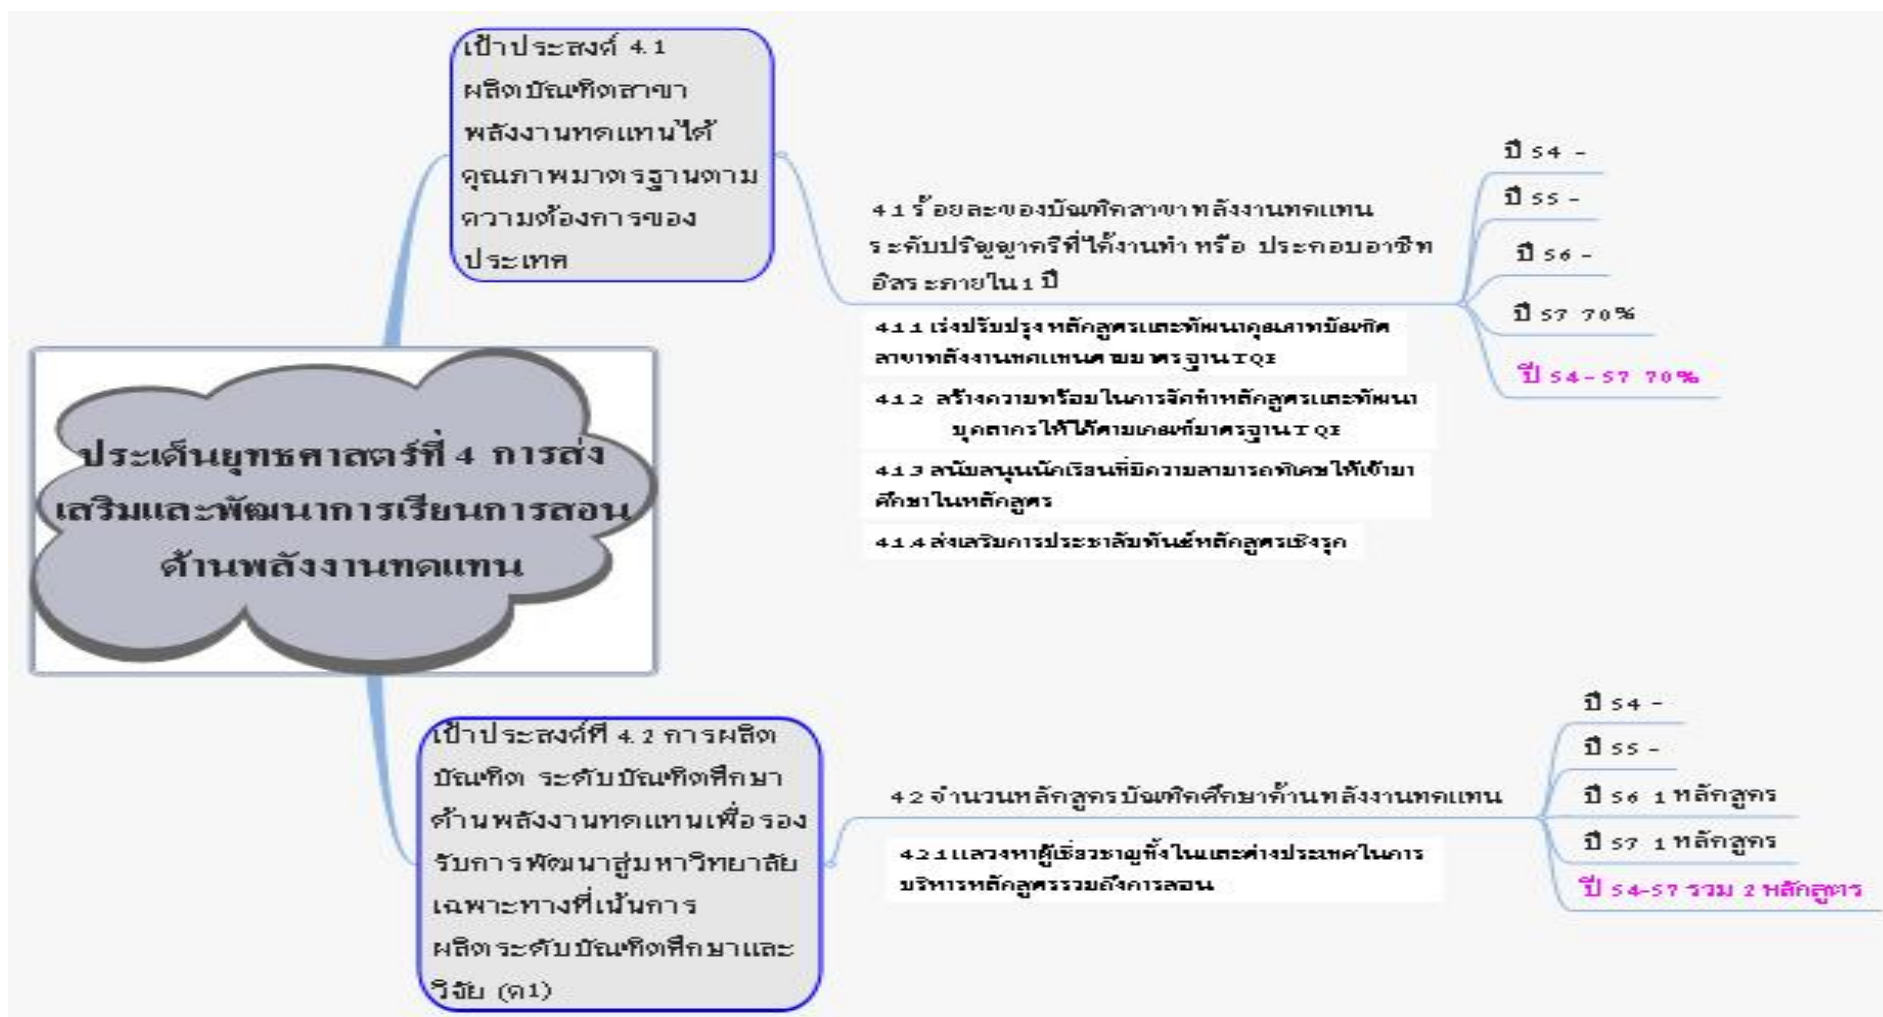 เป้าประสงค์ 4.1
ผลิตบัณฑิตสาขา
พลังงานทดแทนได้
คุณภาพมาตรฐานตาม
ความต้องการของ
ประเทศ
4.1 ร้อยละของบัณฑิตสาขาพลังงานทดแทน
ระดับปริญญาตรีที่ได้งานทำ หรือ ประกอบอาชีพ
อิสระภายใน 1 ปี
ปี 54 -
ปี 55 -
ปี 56 -
ปี 57 70%
ปี 54-57 70%
4.1.1 เร่งปรับปรุงหลักสูตรและพัฒนาคุณภาพบัณฑิต
สาขาพลังงานทดแทนตามมาตรฐาน TQF
4.1.2 สร้างความพร้อมในการจัดทำหลักสูตรและพัฒนา
บุคลากรให้ได้ตามเกณฑ์มาตรฐาน TQF
4.1.3 สนับสนุนนักเรียนที่มีความสามารถพิเศษให้เข้ามา
ศึกษาในหลักสูตร
4.1.4 ส่งเสริมการประชาสัมพันธ์หลักสูตรเชิงรุก
ประเด็นยุทธศาสตร์ที่ 4 การส่ง
เสริมและพัฒนาการเรียนการสอน
ด้านพลังงานทดแทน
เป้าประสงค์ที่ 4.2 การผลิต
บัณฑิต ระดับบัณฑิตศึกษา
ด้านพลังงานทดแทนเพื่อรอง
รับการพัฒนาสู่มหาวิทยาลัย
เฉพาะทางที่เน้นการ
ผลิตระดับบัณฑิตศึกษาและ
วิจัย (ค1)
4.2 จำนวนหลักสูตรบัณฑิตศึกษาด้านพลังงานทดแทน
4.2.1 แสวงหาผู้เชี่ยวชาญทั้งในและต่างประเทศในการ
บริหารหลักสูตรรวมถึงการสอน
ปี 54 -
ปี 55 -
ปี 56 1 หลักสูตร
ปี 57 1 หลักสูตร
ปี 54-57 รวม 2 หลักสูตร